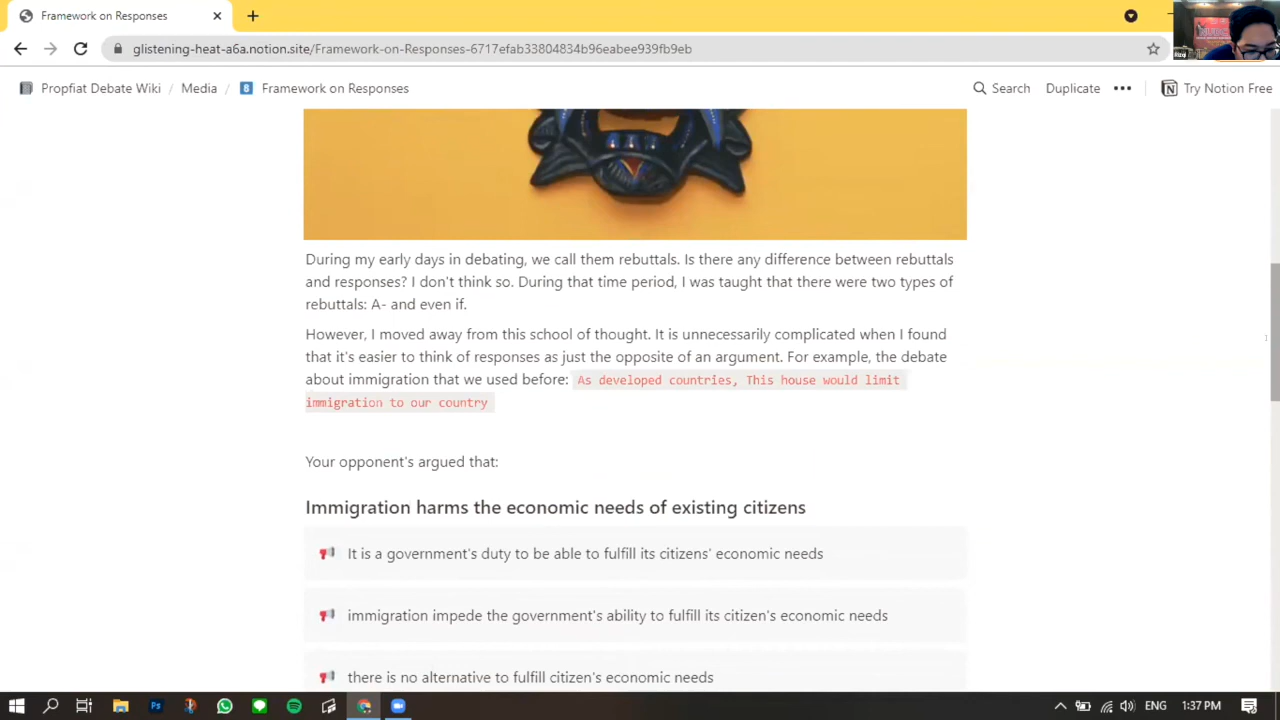 Framework on Responses
glistening-heat-a6a.notion.site/Framework-on-Responses-6717efab33804834b96eabee939fb9eb
Propfiat Debate Wiki / Media / 8 Framework on Responses
Search Duplicate Try Notion Free
During my early days in debating, we call them rebuttals. Is there any difference between rebuttals
and responses? I don't think so. During that time period, I was taught that there were two types of
rebuttals: A- and even if.
However, I moved away from this school of thought. It is unnecessarily complicated when I found
that it's easier to think of responses as just the opposite of an argument. For example, the debate
about immigration that we used before: As developed countries, This house would limit
immigration to our country
Your opponent's argued that:
Immigration harms the economic needs of existing citizens
It is a government's duty to be able to fulfill its citizens' economic needs
immigration impede the government's ability to fulfill its citizen's economic needs
there is no alternative to fulfill citizen's economic needs
ENG 1:37 PM